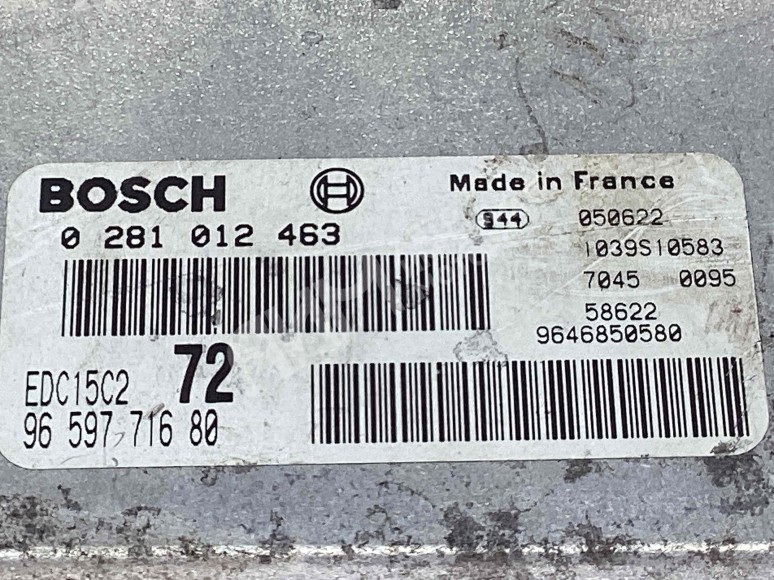 BOSCH
0 281 012 463
EDC15C2 72
96 597 716 80
Made in France
S44 050622
1039S10583
7045 0095
58622
9646850580